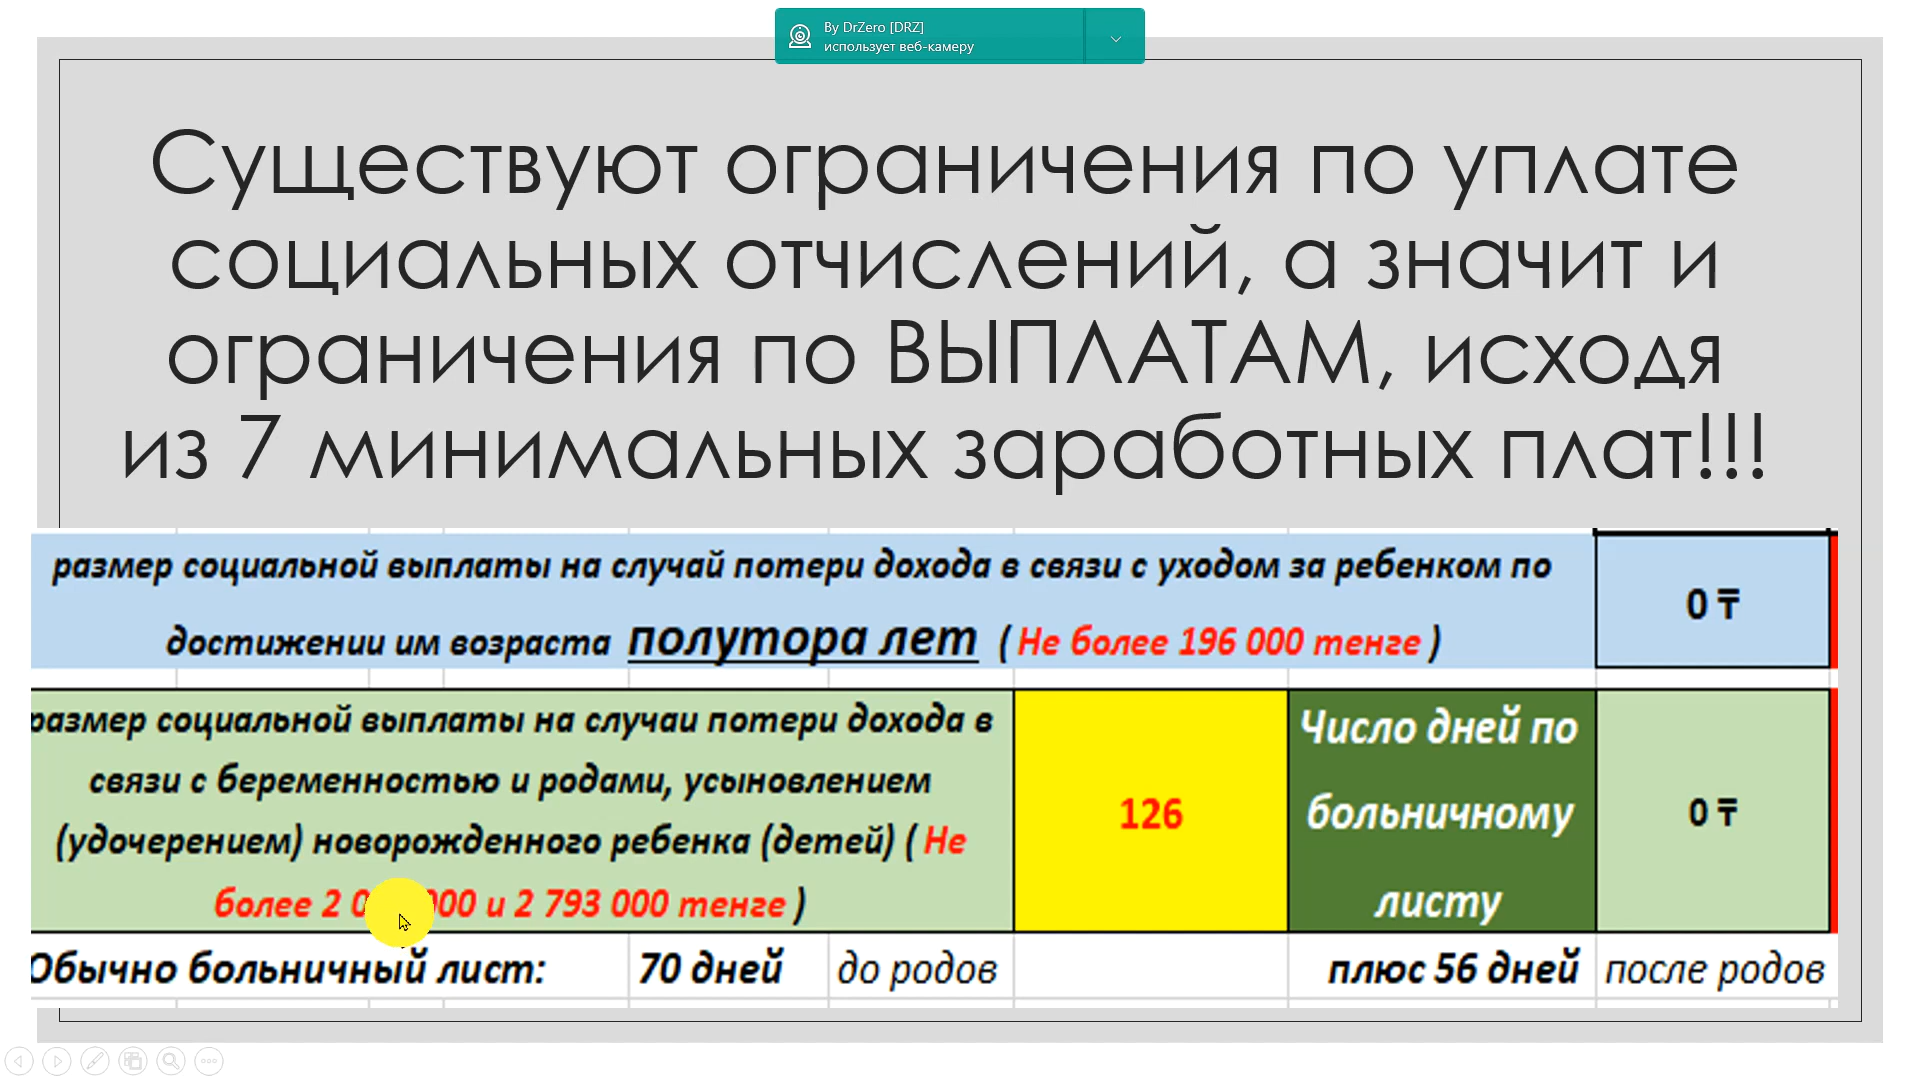 By DrZero [DRZ]
использует веб-камеру
Существуют ограничения по уплате
социальных отчислений, а значит и
ограничения по ВЫПЛАТАМ, исходя
из 7 минимальных заработных плат!!!
размер социальной выплаты на случай потери дохода в связи с уходом за ребенком по
достижении им возраста полутора лет ( Не более 196 000 тенге )
0 ₸
размер социальной выплаты на случаи потери дохода в
связи с беременностью и родами, усыновлением
(удочерением) новорожденного ребенка (детей) ( Не
более 2 и 2 793 000 тенге )
126
Число дней по
больничному
листу
0 ₸
Обычно больничный лист: 70 дней до родов плюс 56 дней после родов